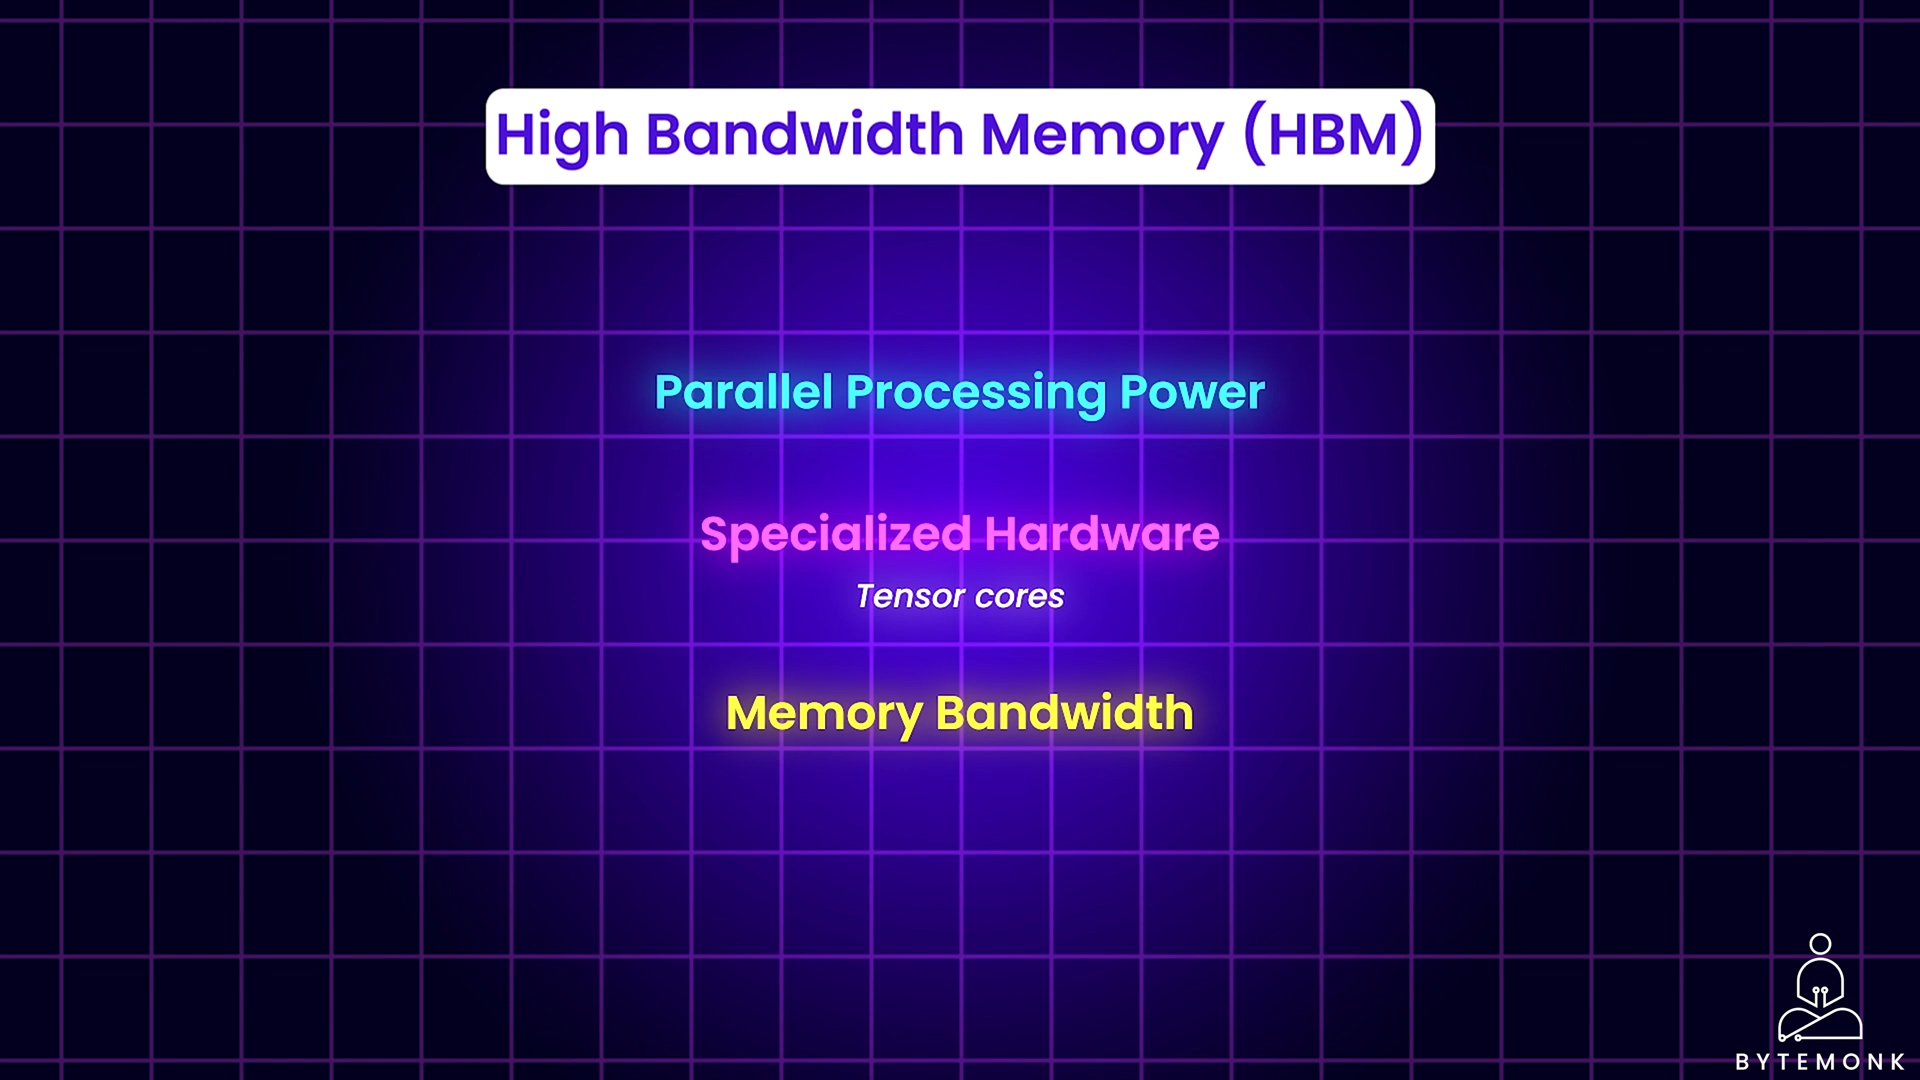 High Bandwidth Memory (HBM)
Parallel Processing Power
Specialized Hardware
Tensor cores
Memory Bandwidth
BYTEMONK